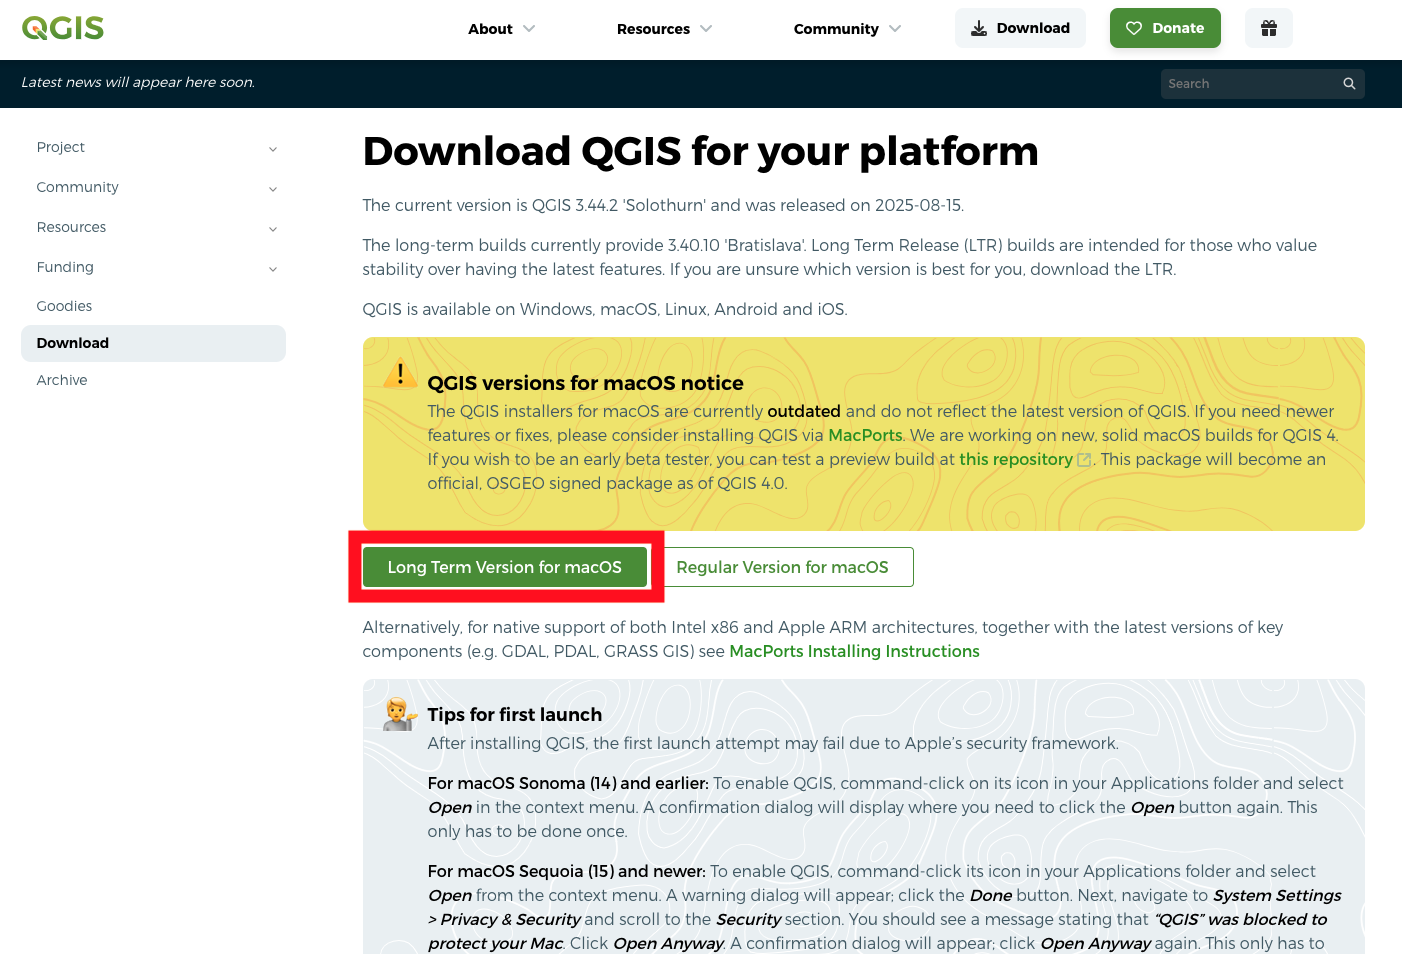 QGIS
About
Resources
Community
Download
Donate
Latest news will appear here soon.
Search
Project
Community
Resources
Funding
Goodies
Download
Archive
Download QGIS for your platform
The current version is QGIS 3.44.2 'Solothurn' and was released on 2025-08-15.
The long-term builds currently provide 3.40.10 'Bratislava'. Long Term Release (LTR) builds are intended for those who value
stability over having the latest features. If you are unsure which version is best for you, download the LTR.
QGIS is available on Windows, macOS, Linux, Android and iOS.
QGIS versions for macOS notice
The QGIS installers for macOS are currently outdated and do not reflect the latest version of QGIS. If you need newer
features or fixes, please consider installing QGIS via MacPorts. We are working on new, solid macOS builds for QGIS 4.
If you wish to be an early beta tester, you can test a preview build at this repository. This package will become an
official, OSGEO signed package as of QGIS 4.0.
Long Term Version for macOS
Regular Version for macOS
Alternatively, for native support of both Intel x86 and Apple ARM architectures, together with the latest versions of key
components (e.g. GDAL, PDAL, GRASS GIS) see MacPorts Installing Instructions
Tips for first launch
After installing QGIS, the first launch attempt may fail due to Apple’s security framework.
For macOS Sonoma (14) and earlier: To enable QGIS, command-click on its icon in your Applications folder and select
Open in the context menu. A confirmation dialog will display where you need to click the Open button again. This
only has to be done once.
For macOS Sequoia (15) and newer: To enable QGIS, command-click its icon in your Applications folder and select
Open from the context menu. A warning dialog will appear; click the Done button. Next, navigate to System Settings
> Privacy & Security and scroll to the Security section. You should see a message stating that “QGIS” was blocked to
protect your Mac. Click Open Anyway. A confirmation dialog will appear; click Open Anyway again. This only has to